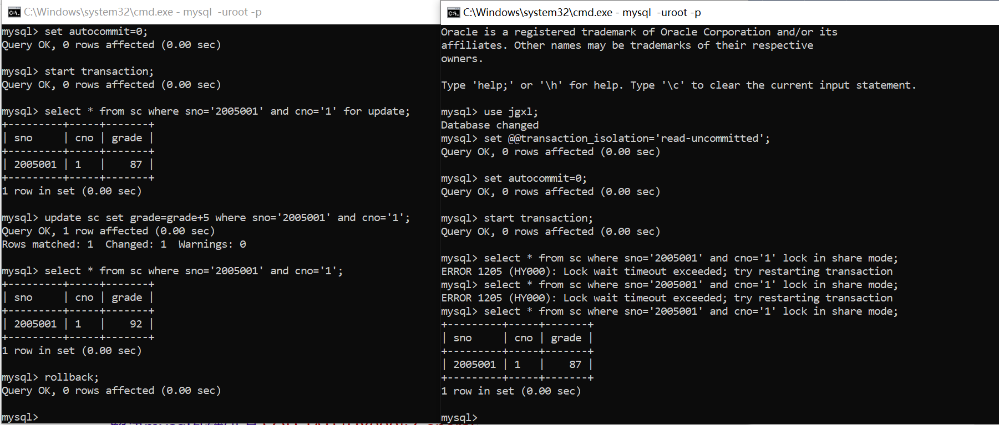 C:\Windows\system32\cmd.exe - mysql  -uroot -p
mysql> set autocommit=0;
Query OK, 0 rows affected (0.00 sec)
mysql> start transaction;
Query OK, 0 rows affected (0.00 sec)
mysql> select * from sc where sno='2005001' and cno='1' for update;
+---------+-----+-------+
| sno     | cno | grade |
+---------+-----+-------+
| 2005001 | 1   |    87 |
+---------+-----+-------+
1 row in set (0.00 sec)
mysql> update sc set grade=grade+5 where sno='2005001' and cno='1';
Query OK, 1 row affected (0.00 sec)
Rows matched: 1  Changed: 1  Warnings: 0
mysql> select * from sc where sno='2005001' and cno='1';
+---------+-----+-------+
| sno     | cno | grade |
+---------+-----+-------+
| 2005001 | 1   |    92 |
+---------+-----+-------+
1 row in set (0.00 sec)
mysql> rollback;
Query OK, 0 rows affected (0.00 sec)
mysql>
C:\Windows\system32\cmd.exe - mysql  -uroot -p
Oracle is a registered trademark of Oracle Corporation and/or its
affiliates. Other names may be trademarks of their respective
owners.
Type 'help;' or '\h' for help. Type '\c' to clear the current input statement.
mysql> use jgxl;
Database changed
mysql> set @@transaction_isolation='read-uncommitted';
Query OK, 0 rows affected (0.00 sec)
mysql> set autocommit=0;
Query OK, 0 rows affected (0.00 sec)
mysql> start transaction;
Query OK, 0 rows affected (0.00 sec)
mysql> select * from sc where sno='2005001' and cno='1' lock in share mode;
ERROR 1205 (HY000): Lock wait timeout exceeded; try restarting transaction
mysql> select * from sc where sno='2005001' and cno='1' lock in share mode;
ERROR 1205 (HY000): Lock wait timeout exceeded; try restarting transaction
mysql> select * from sc where sno='2005001' and cno='1' lock in share mode;
+---------+-----+-------+
| sno     | cno | grade |
+---------+-----+-------+
| 2005001 | 1   |    87 |
+---------+-----+-------+
1 row in set (0.00 sec)
mysql>